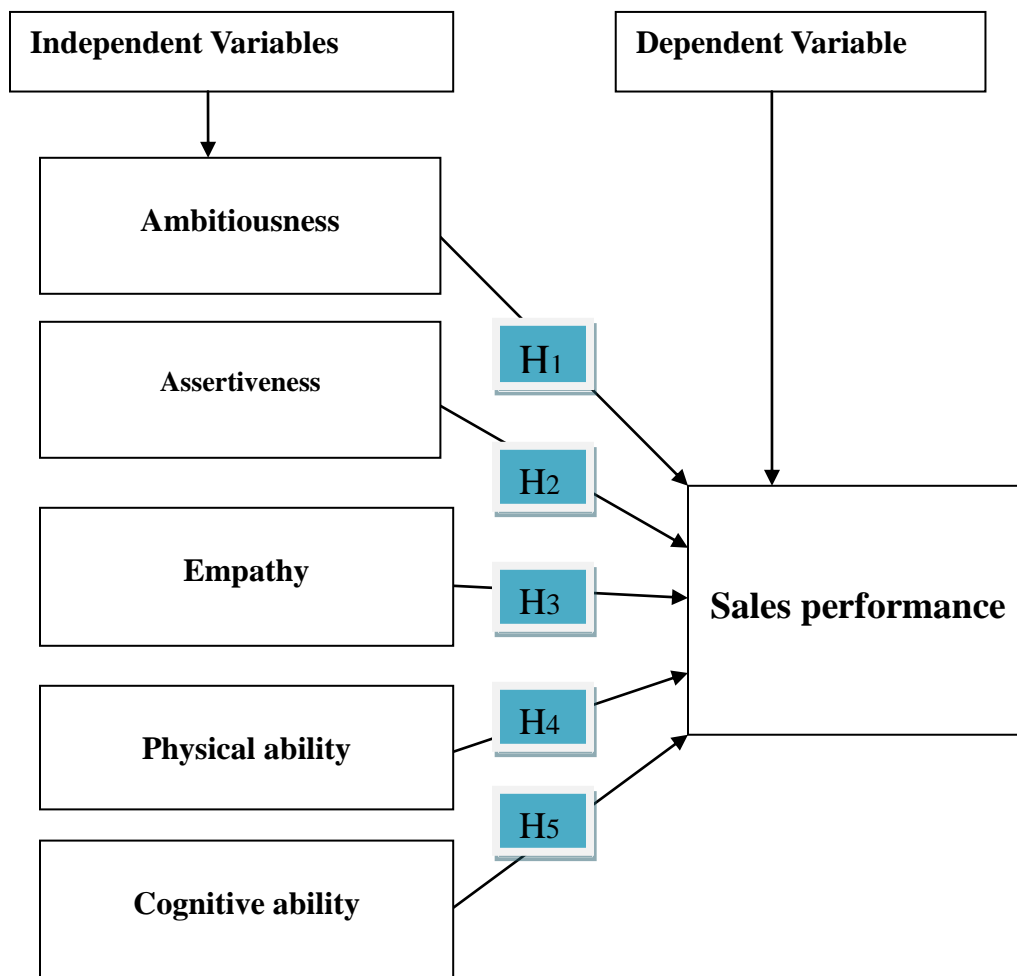 Independent Variables
Dependent Variable
Ambitiousness
H1
Assertiveness
H2
Empathy
H3
Sales performance
Physical ability
H4
H5
Cognitive ability